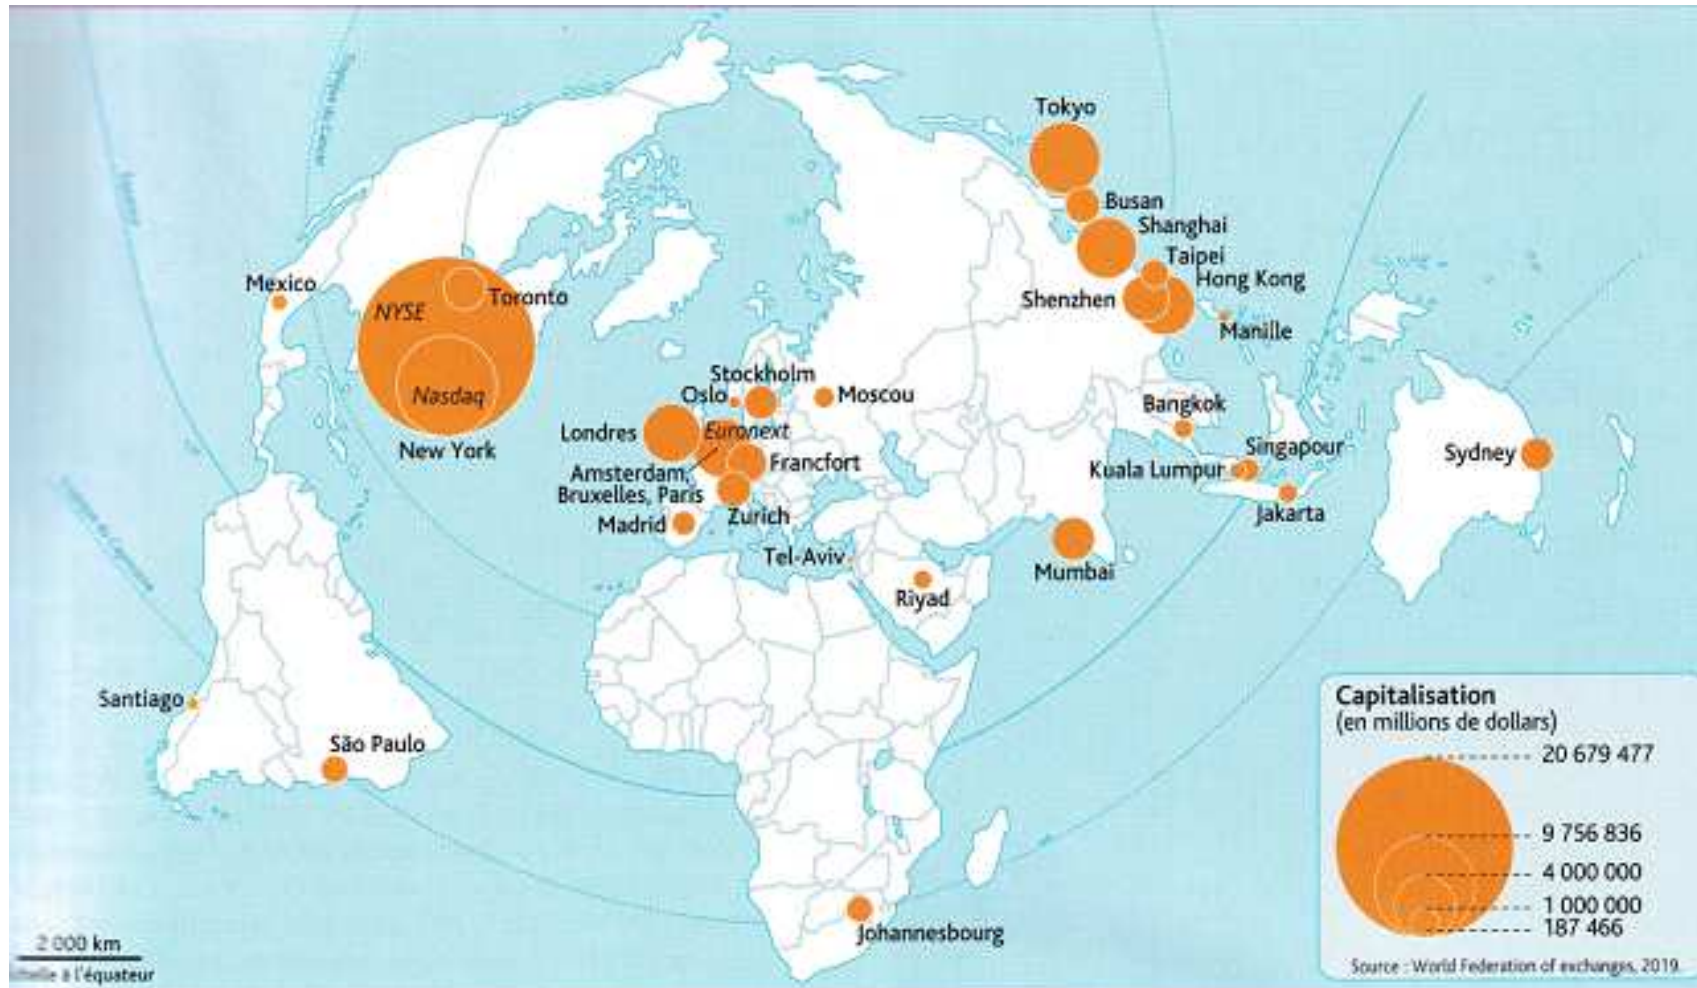 Tokyo
Busan
Shanghai
Taipei
Hong Kong
Shenzhen
Manille
Mexico
NYSE
Toronto
Nasdaq
New York
Stockholm
Oslo
Moscou
Londres
Euronext
Francfort
Amsterdam,
Bruxelles, Paris
Zurich
Madrid
Tel-Aviv
Riyad
Mumbai
Bangkok
Singapour
Kuala Lumpur
Jakarta
Sydney
Santiago
São Paulo
Johannesbourg
Capitalisation
(en millions de dollars)
20 679 477
9 756 836
4 000 000
1 000 000
187 466
Source : World Federation of exchanges, 2019.
2 000 km
à l'équateur